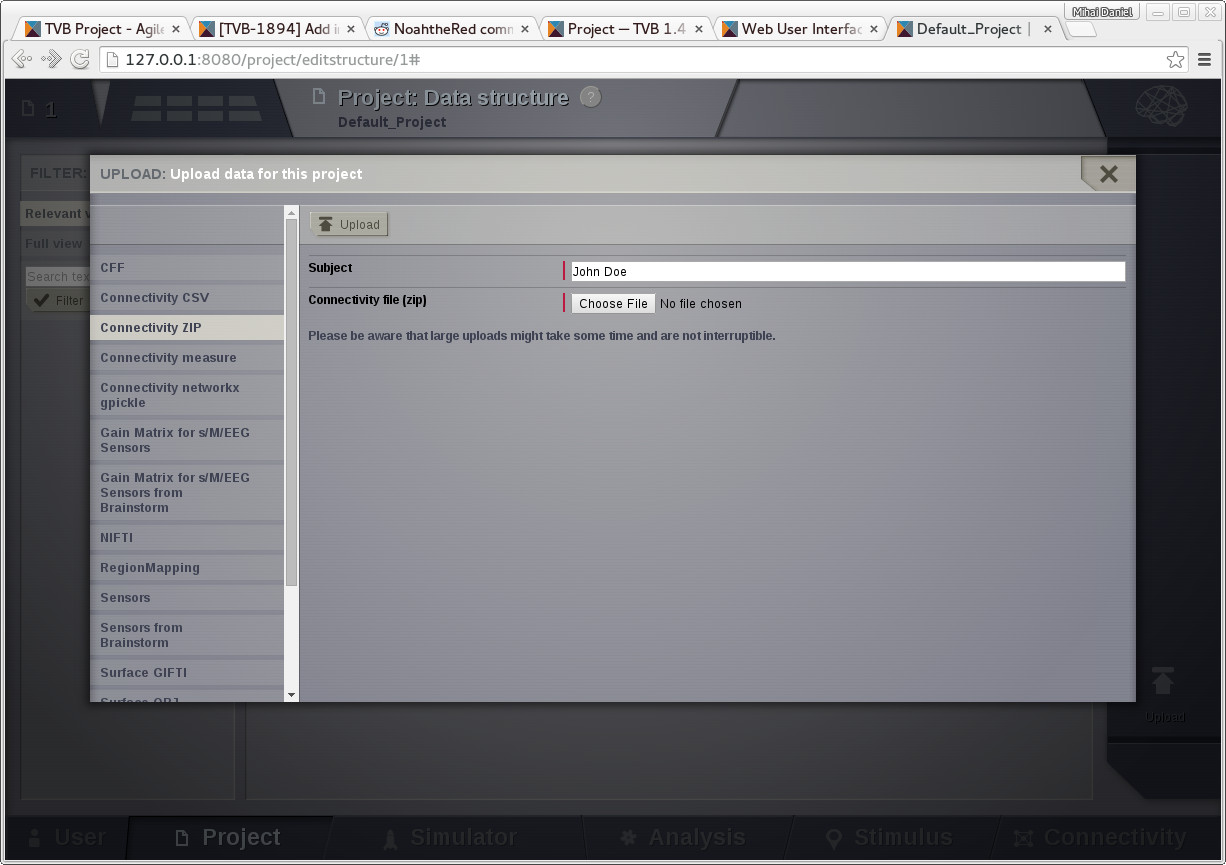 Mihai Daniel
TVB Project - Agile
[TVB-1894] Add i
NoahtheRed comm
Project — TVB 1.4
Web User Interfac
Default_Project |
127.0.0.1:8080/project/editstructure/1#
1
Project: Data structure ?
Default_Project
FILTER:
Relevant v
Full view
Search tex
Filter
UPLOAD: Upload data for this project
Upload
CFF
Connectivity CSV
Connectivity ZIP
Connectivity measure
Connectivity networkx
gpickle
Gain Matrix for s/M/EEG
Sensors
Gain Matrix for s/M/EEG
Sensors from
Brainstorm
NIFTI
RegionMapping
Sensors
Sensors from
Brainstorm
Surface GIFTI
Surface OBJ
Subject
John Doe
Connectivity file (zip)
Choose File No file chosen
Please be aware that large uploads might take some time and are not interruptible.
Upload
User
Project
Simulator
Analysis
Stimulus
Connectivity